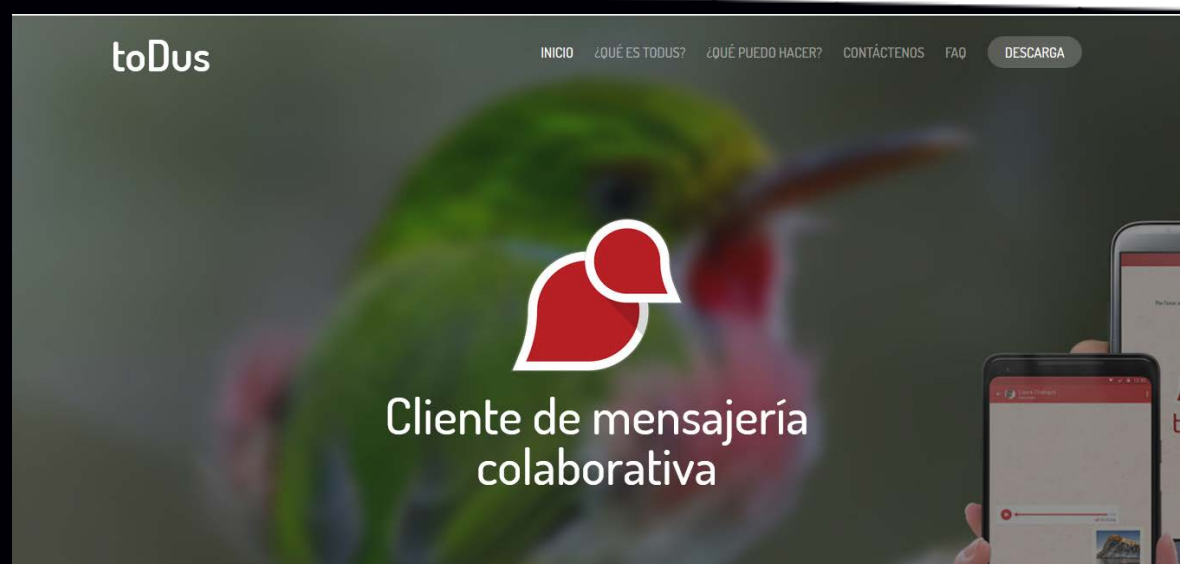 toDus
INICIO ¿QUÉ ES TODUS? ¿QUÉ PUEDO HACER? CONTÁCTENOS FAQ DESCARGA
Cliente de mensajería
colaborativa